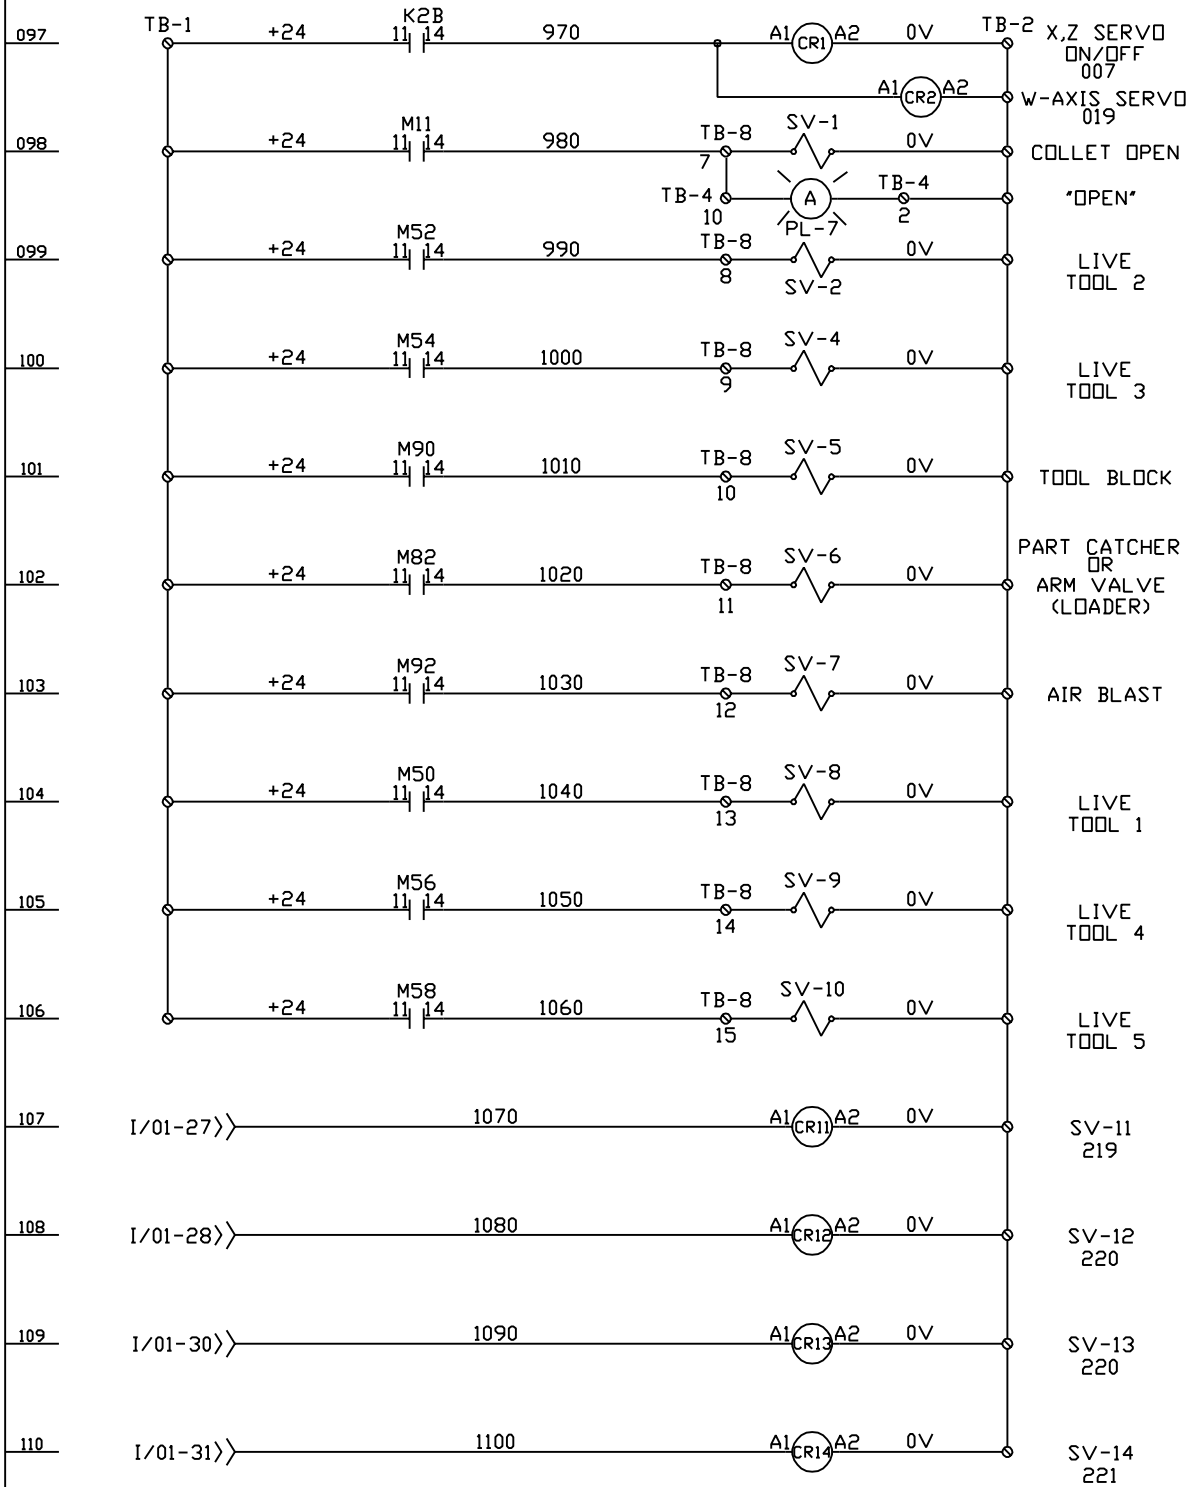 097 TB-1 +24 K2B 11 14 970 A1 CR1 A2 0V TB-2 X,Z SERVO
ON/OFF
007
A1 CR2 A2 W-AXIS SERVO
019
098 +24 M11 11 14 980 TB-8 7 SV-1 0V COLLET OPEN
TB-4 10 A PL-7 TB-4 2 "OPEN"
099 +24 M52 11 14 990 TB-8 8 SV-2 0V LIVE
TOOL 2
100 +24 M54 11 14 1000 TB-8 9 SV-4 0V LIVE
TOOL 3
101 +24 M90 11 14 1010 TB-8 10 SV-5 0V TOOL BLOCK
102 +24 M82 11 14 1020 TB-8 11 SV-6 0V PART CATCHER
OR
ARM VALVE
(LOADER)
103 +24 M92 11 14 1030 TB-8 12 SV-7 0V AIR BLAST
104 +24 M50 11 14 1040 TB-8 13 SV-8 0V LIVE
TOOL 1
105 +24 M56 11 14 1050 TB-8 14 SV-9 0V LIVE
TOOL 4
106 +24 M58 11 14 1060 TB-8 15 SV-10 0V LIVE
TOOL 5
107 I/01-27 1070 A1 CR11 A2 0V SV-11
219
108 I/01-28 1080 A1 CR12 A2 0V SV-12
220
109 I/01-30 1090 A1 CR13 A2 0V SV-13
220
110 I/01-31 1100 A1 CR14 A2 0V SV-14
221